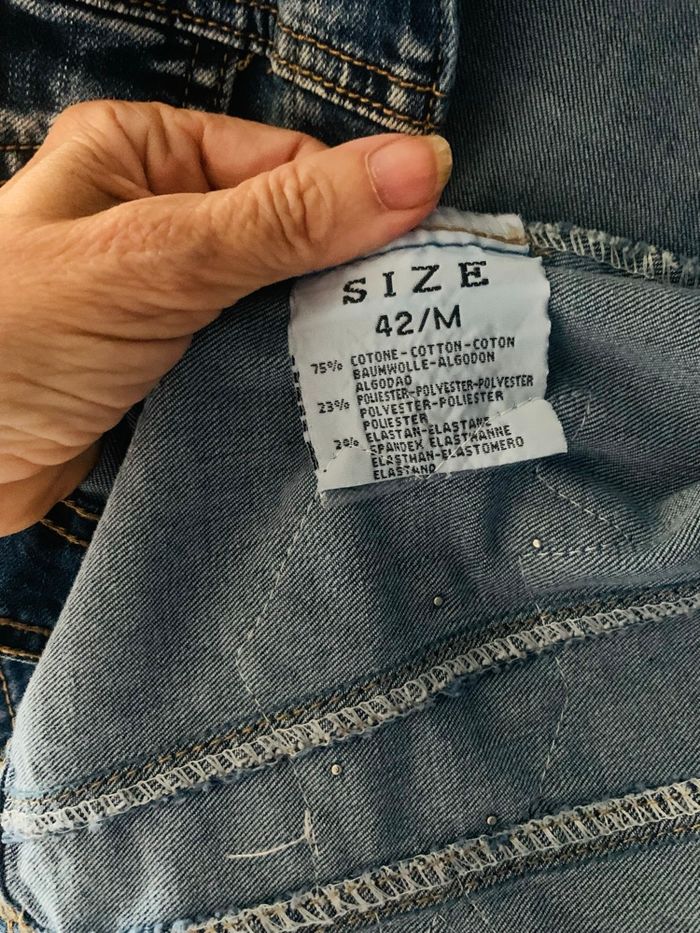 SIZE
42/M
75% COTONE-COTTON-COTON
BAUMWOLLE-ALGODON
ALGODAO
23% POLIESTER-POLYESTER-POLYESTER
POLYESTER-POLIESTER
POLIESTER
2% ELASTAN-ELASTANE
SPANDEX ELASTHANNE
ELASTHAN-ELASTOMERO
ELASTANO